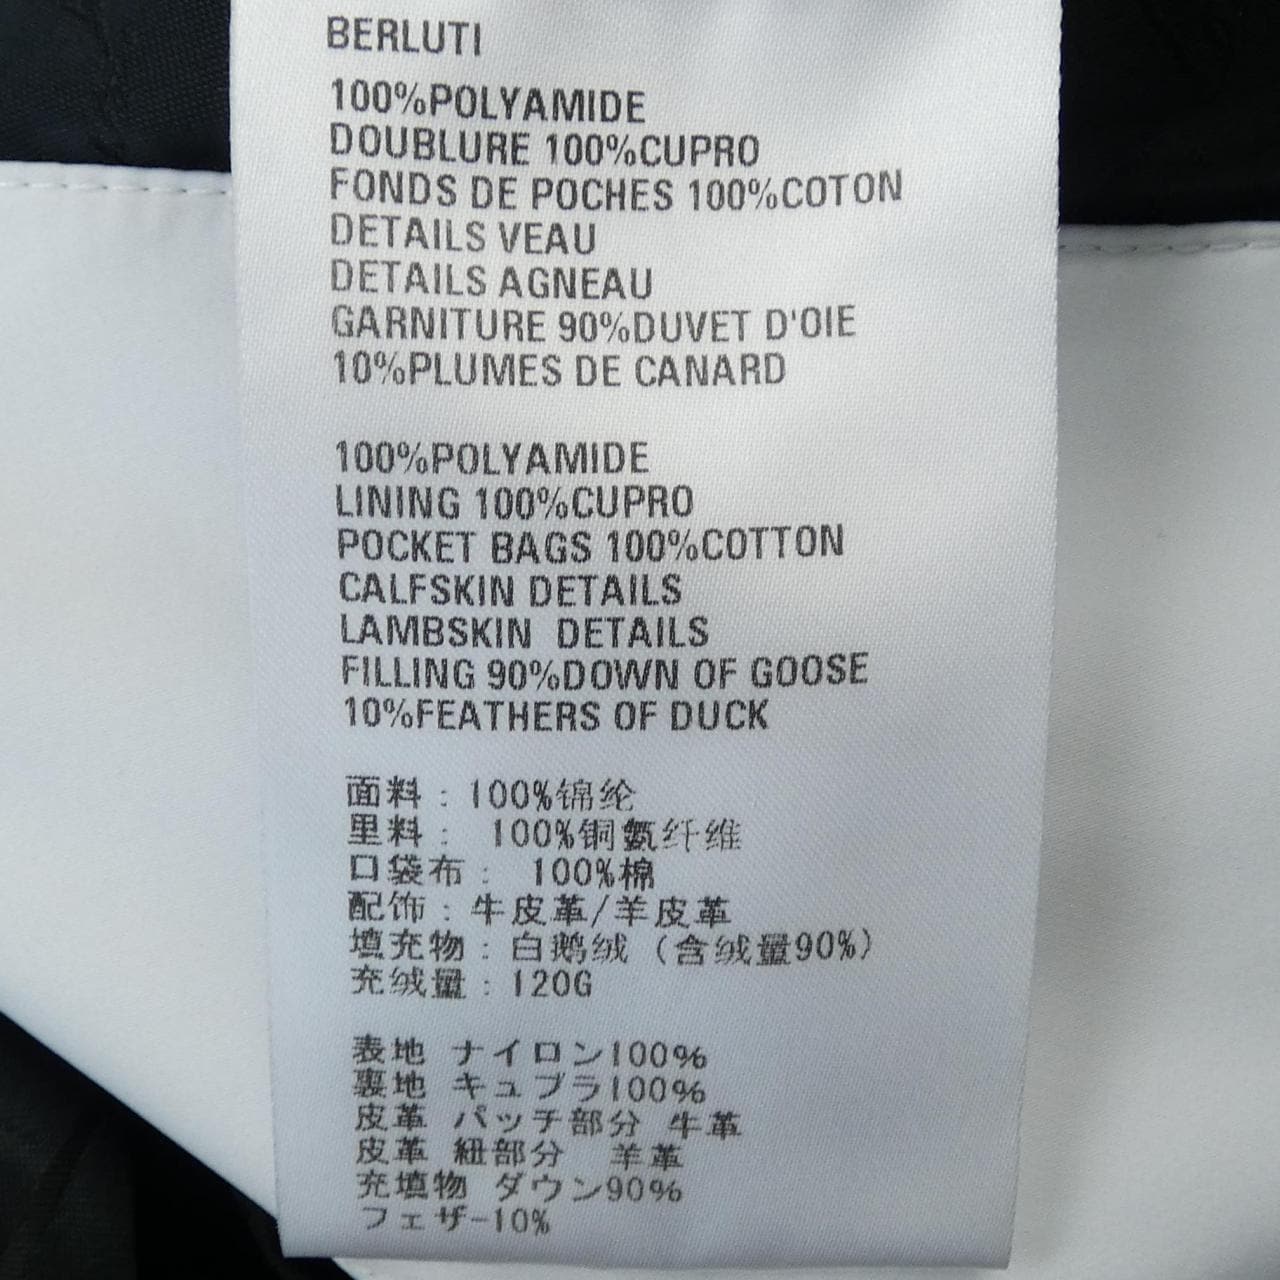 BERLUTI
100%POLYAMIDE
DOUBLURE 100%CUPRO
FONDS DE POCHES 100%COTON
DETAILS VEAU
DETAILS AGNEAU
GARNITURE 90%DUVET D'OIE
10%PLUMES DE CANARD
100%POLYAMIDE
LINING 100%CUPRO
POCKET BAGS 100%COTTON
CALFSKIN DETAILS
LAMBSKIN  DETAILS
FILLING 90%DOWN OF GOOSE
10%FEATHERS OF DUCK
面料：100%锦纶
里料： 100%铜氨纤维
口袋布： 100%棉
配饰：牛皮革/羊皮革
填充物：白鹅绒（含绒量90%）
充绒量：120G
表地 ナイロン100%
裏地 キュプラ100%
皮革 パッチ部分 牛革
皮革 紐部分 羊革
充填物 ダウン90%
フェザ-10%